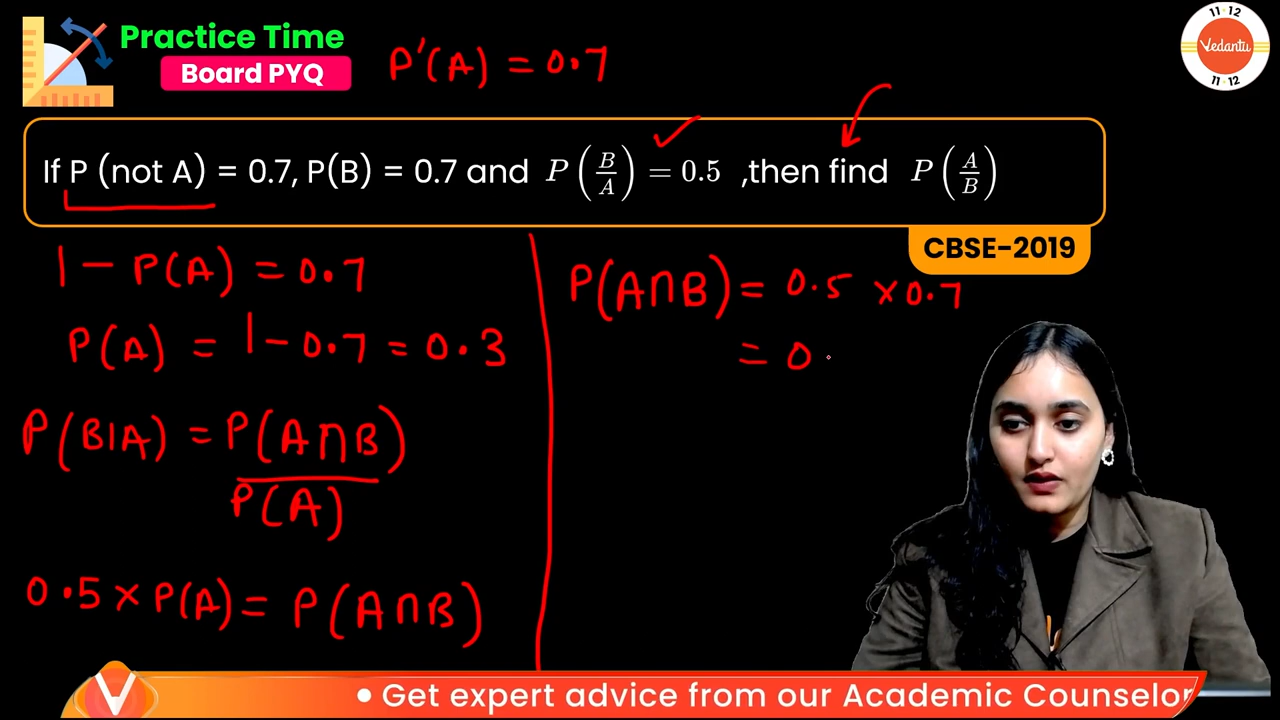 Practice Time
Board PYQ
P'(A) = 0.7
11-12
Vedantu
11-12
If P (not A) = 0.7, P(B) = 0.7 and P(B/A) = 0.5 ,then find P(A/B)
CBSE-2019
1 - P(A) = 0.7
P(A) = 1 - 0.7 = 0.3
P(B|A) = P(A∩B)
P(A)
0.5 × P(A) = P(A∩B)
P(A∩B) = 0.5 × 0.7
= 0.
V
• Get expert advice from our Academic Counselor